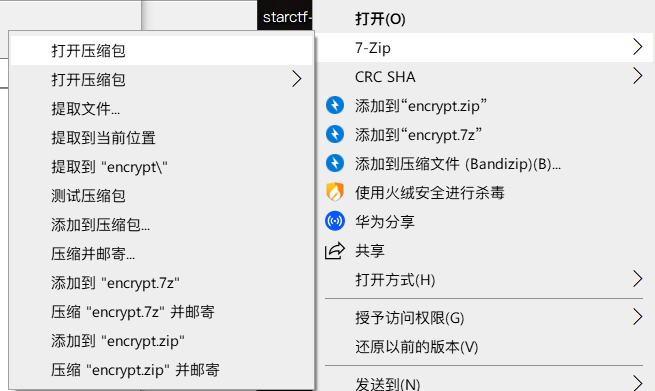 starctf-
打开压缩包
打开压缩包
提取文件...
提取到当前位置
提取到 "encrypt\"
测试压缩包
添加到压缩包...
压缩并邮寄...
添加到 "encrypt.7z"
压缩 "encrypt.7z" 并邮寄
添加到 "encrypt.zip"
压缩 "encrypt.zip" 并邮寄
打开(O)
7-Zip
CRC SHA
添加到“encrypt.zip”
添加到“encrypt.7z”
添加到压缩文件 (Bandizip)(B)...
使用火绒安全进行杀毒
华为分享
共享
打开方式(H)
授予访问权限(G)
还原以前的版本(V)
发送到(N)